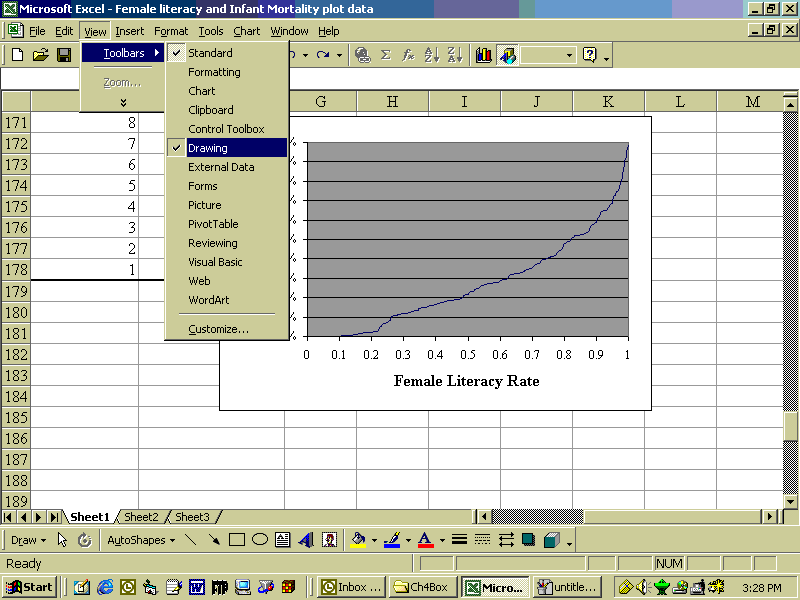 Microsoft Excel - Female literacy and Infant Mortality plot data
File Edit View Insert Format Tools Chart Window Help
Toolbars
Zoom...
Standard
Formatting
Chart
Clipboard
Control Toolbox
Drawing
External Data
Forms
Picture
PivotTable
Reviewing
Visual Basic
Web
WordArt
Customize...
G H I J K L M
171 8
172 7
173 6
174 5
175 4
176 3
177 2
178 1
179
180
181
182
183
184
185
186
187
188
189
0 0.1 0.2 0.3 0.4 0.5 0.6 0.7 0.8 0.9 1
Female Literacy Rate
Sheet1 Sheet2 Sheet3
Draw AutoShapes
Ready NUM
Start Inbox ... Ch4Box Micro... untitle... 3:28 PM